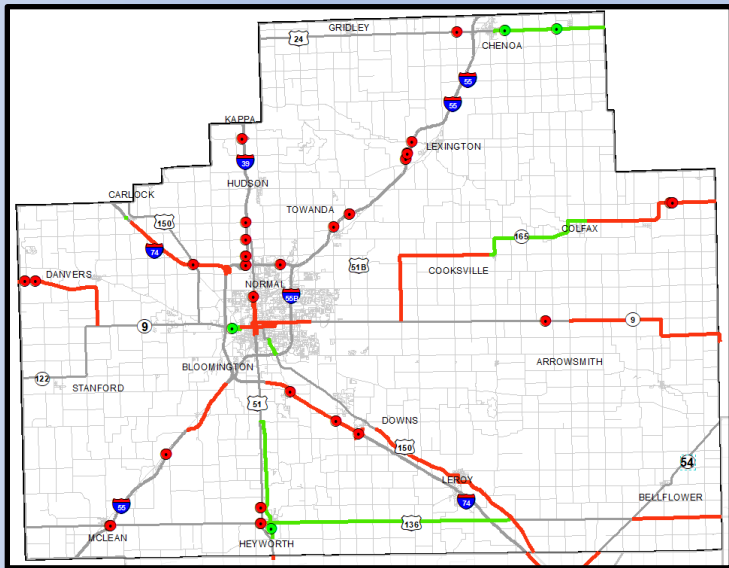 GRIDLEY
24
CHENOA
55
55
KAPPA
LEXINGTON
39
HUDSON
CARLOCK
TOWANDA
150
165
COLFAX
74
51B
COOKSVILLE
DANVERS
NORMAL
55B
9
9
ARROWSMITH
BLOOMINGTON
122
STANFORD
51
DOWNS
150
54
LEROY
BELLFLOWER
74
55
136
MCLEAN
HEYWORTH